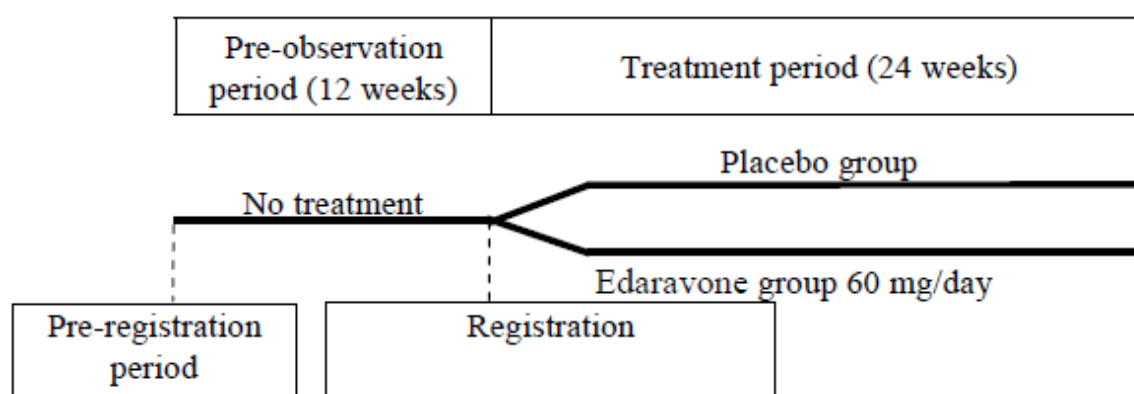 Pre-observation
period (12 weeks)
Treatment period (24 weeks)
Placebo group
No treatment
Edaravone group 60 mg/day
Pre-registration
period
Registration